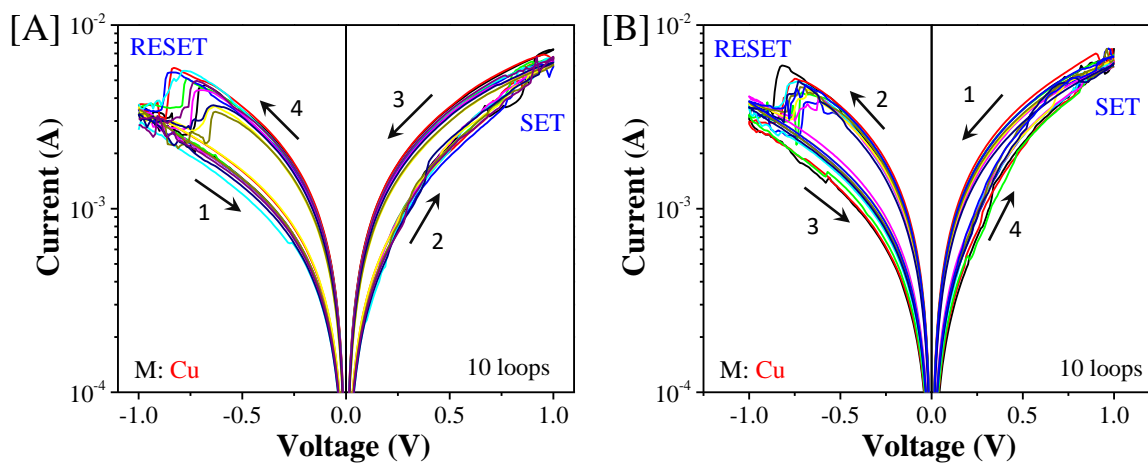 [A]
10⁻²
RESET
4
3
SET
10⁻³
1
2
M: Cu
10 loops
10⁻⁴
-1.0 -0.5 0.0 0.5 1.0
Voltage (V)
Current (A)
[B]
10⁻²
RESET
2
1
SET
10⁻³
3
4
M: Cu
10 loops
10⁻⁴
-1.0 -0.5 0.0 0.5 1.0
Voltage (V)
Current (A)